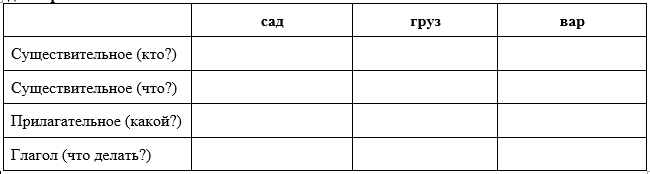 сад груз вар
Существительное (кто?)
Существительное (что?)
Прилагательное (какой?)
Глагол (что делать?)